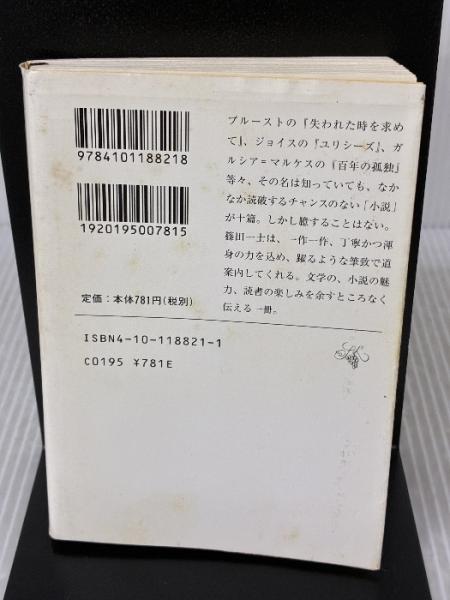 プルーストの『失われた時を求め
て』、ジョイスの『ユリシーズ』、ガ
ルシア=マルケスの『百年の孤独』
等々、その名は知っていても、なか
なか読破するチャンスのない「小説」
が十篇。しかし臆することはない。
篠田一士は、一作一作、丁寧かつ渾
身の力を込め、躍るような筆致で道
案内してくれる。文学の、小説の魅
力、読書の楽しみを余すところなく
伝える一冊。
9784101188218
1920195007815
定価:本体781円(税別)
ISBN4-10-118821-1
C0195 ¥781E